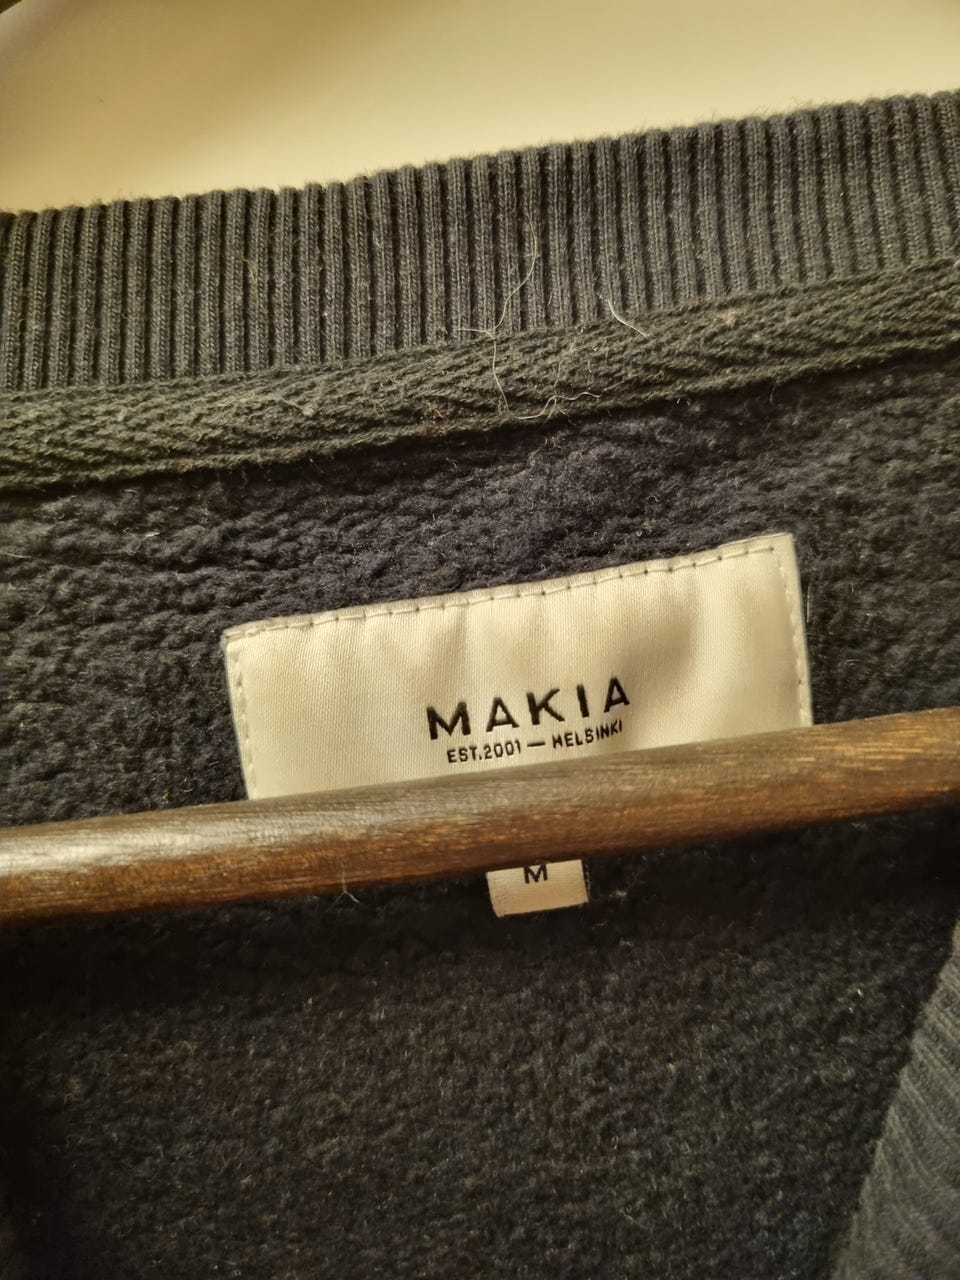 MAKIA
EST.2001 — HELSINKI
M